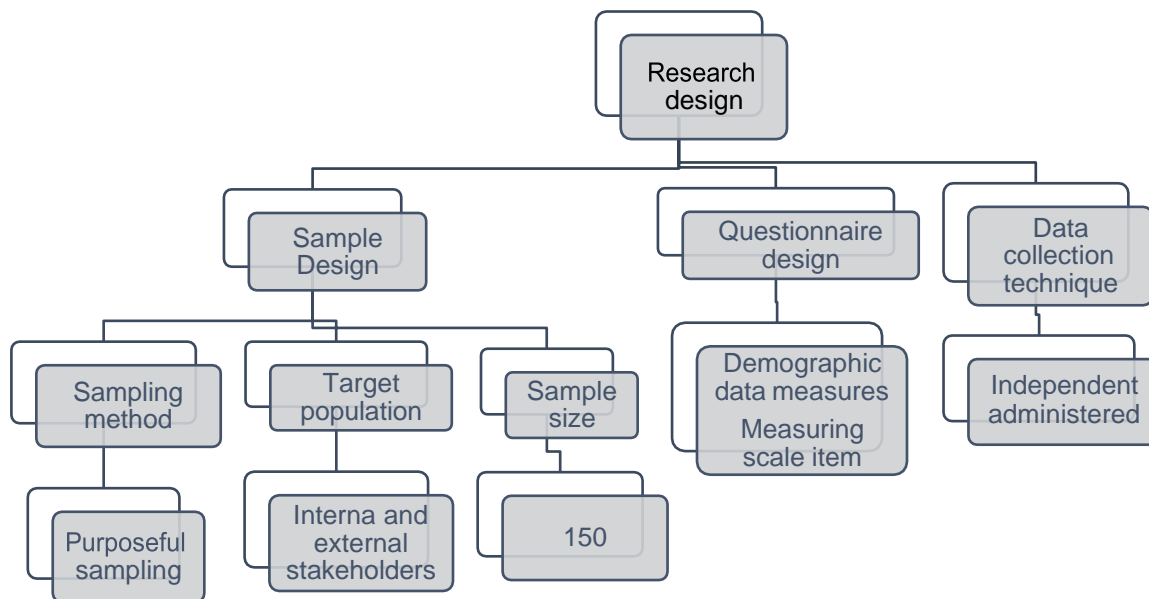 Research
design
Sample
Design
Questionnaire
design
Data
collection
technique
Sampling
method
Target
population
Sample
size
Demographic
data measures
Measuring
scale item
Independent
administered
Purposeful
sampling
Interna and
external
stakeholders
150